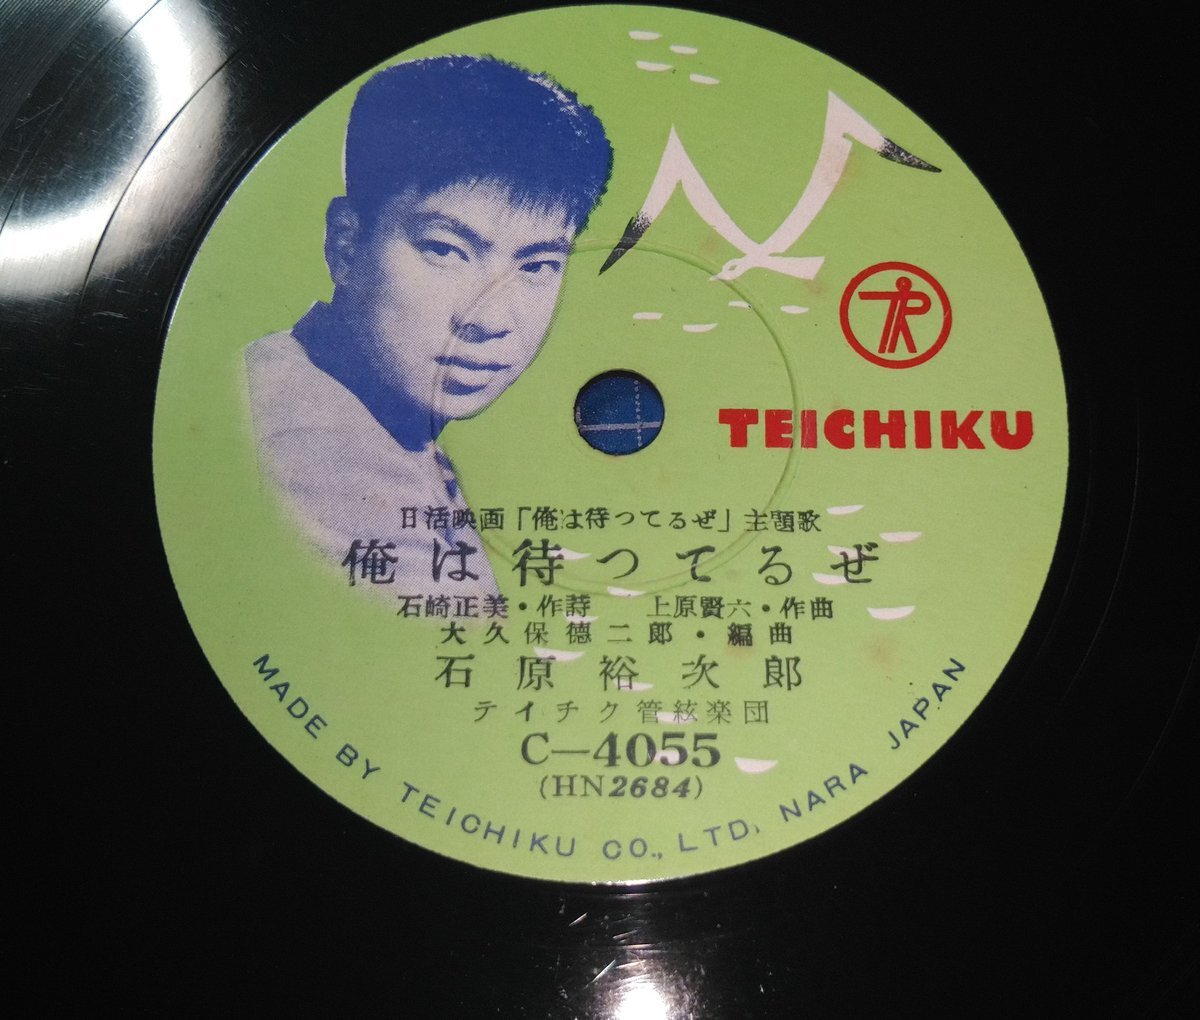 TEICHIKU
日活映画「俺は待つてるぜ」主題歌
俺は待つてるぜ
石崎正美・作詩 上原賢六・作曲
大久保徳二郎・編曲
石原裕次郎
テイチク管絃楽団
C—4055
(HN2684)
MADE BY TEICHIKU CO., LTD, NARA JAPAN